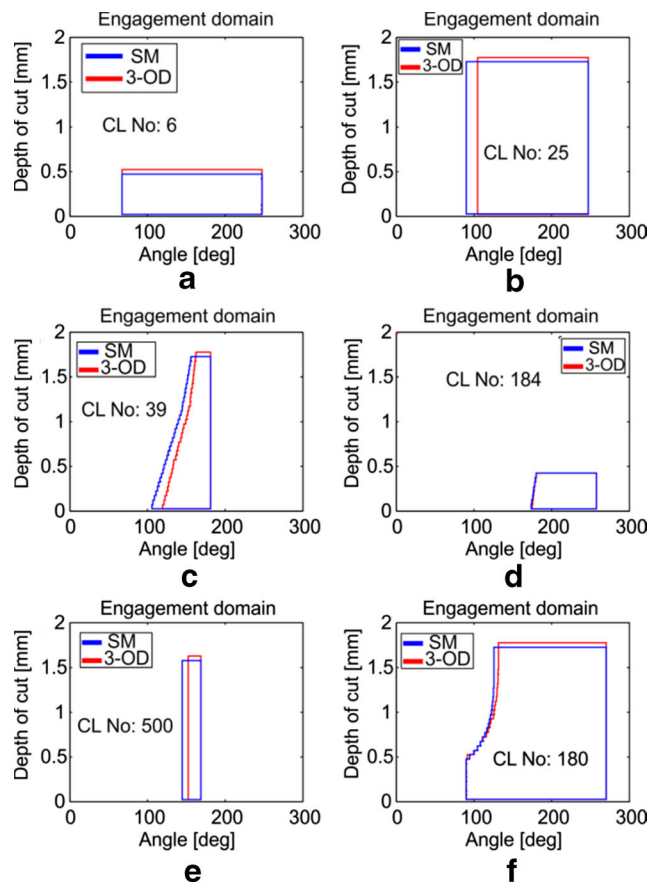 Engagement domain
Depth of cut [mm]
2
1.5
1
0.5
0
SM
3-OD
CL No: 6
0 100 200 300
Angle [deg]
a
Engagement domain
Depth of cut [mm]
2
1.5
1
0.5
0
SM
3-OD
CL No: 25
0 100 200 300
Angle [deg]
b
Engagement domain
Depth of cut [mm]
2
1.5
1
0.5
0
SM
3-OD
CL No: 39
0 100 200 300
Angle [deg]
c
Engagement domain
Depth of cut [mm]
2
1.5
1
0.5
0
SM
3-OD
CL No: 184
0 100 200 300
Angle [deg]
d
Engagement domain
Depth of cut [mm]
2
1.5
1
0.5
0
SM
3-OD
CL No: 500
0 100 200 300
Angle [deg]
e
Engagement domain
Depth of cut [mm]
2
1.5
1
0.5
0
SM
3-OD
CL No: 180
0 100 200 300
Angle [deg]
f